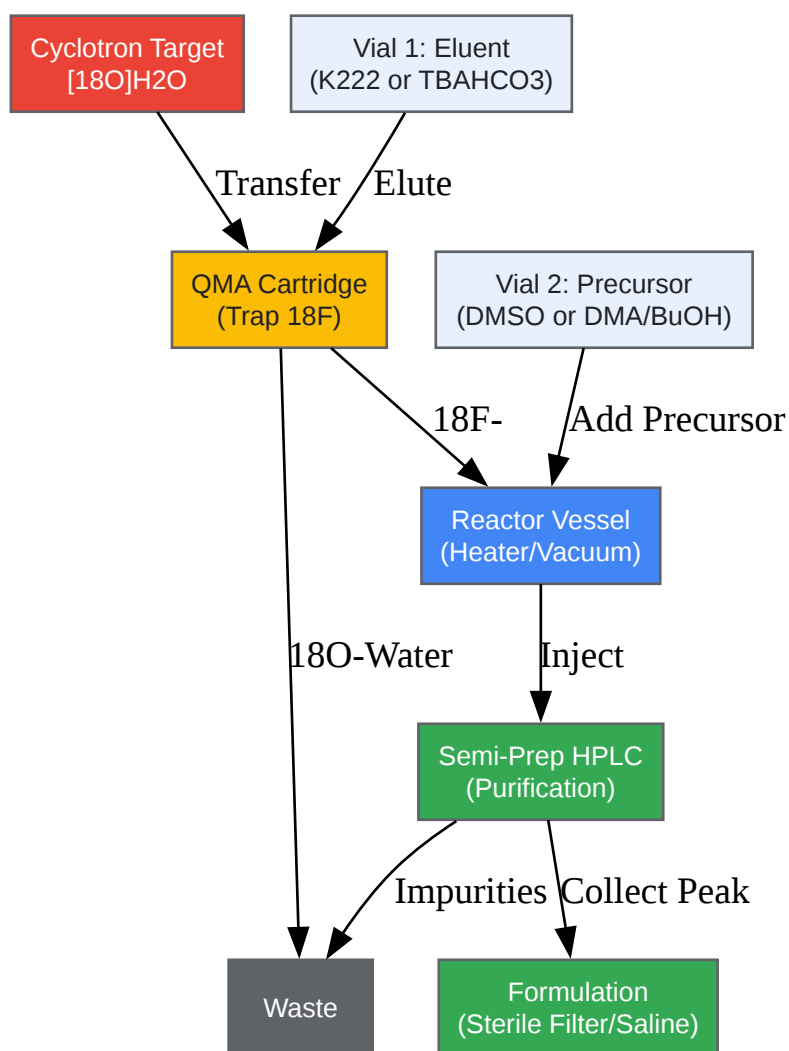 Cyclotron Target
[18O]H2O
Vial 1: Eluent
(K222 or TBAHCO3)
Transfer
Elute
QMA Cartridge
(Trap 18F)
Vial 2: Precursor
(DMSO or DMA/BuOH)
18F-
Add Precursor
Reactor Vessel
(Heater/Vacuum)
18O-Water
Inject
Semi-Prep HPLC
(Purification)
Impurities
Collect Peak
Waste
Formulation
(Sterile Filter/Saline)